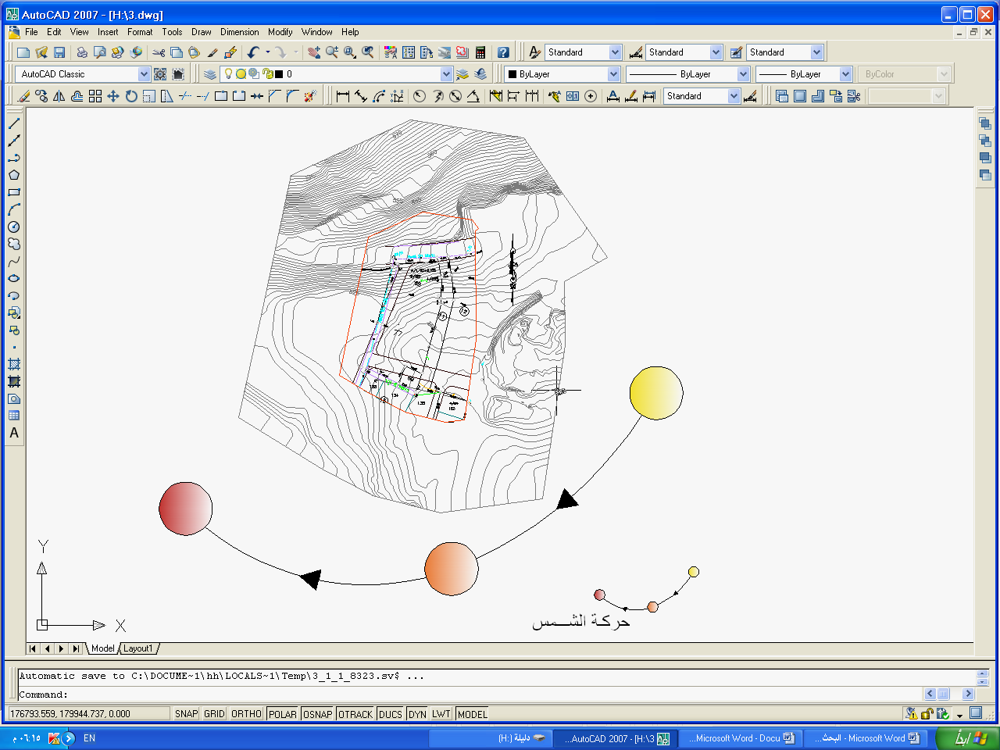 AutoCAD 2007 - [H:\3.dwg]
File Edit View Insert Format Tools Draw Dimension Modify Window Help
Standard Standard Standard
AutoCAD Classic 0 ByLayer ByLayer ByLayer ByColor
Standard
A
Y
X
حركـة الشـــمس
Model Layout1
Automatic save to C:\DOCUME~1\hh\LOCALS~1\Temp\3_1_1_8323.sv$ ...
Command:
176793.559, 179944.737, 0.000 SNAP GRID ORTHO POLAR OSNAP OTRACK DUCS DYN LWT MODEL
٠٦:١٥ م EN دليلة (H:) ...AutoCAD 2007 - [H:\3 ...Microsoft Word - Docu ...البحث - Microsoft Word ابدأ